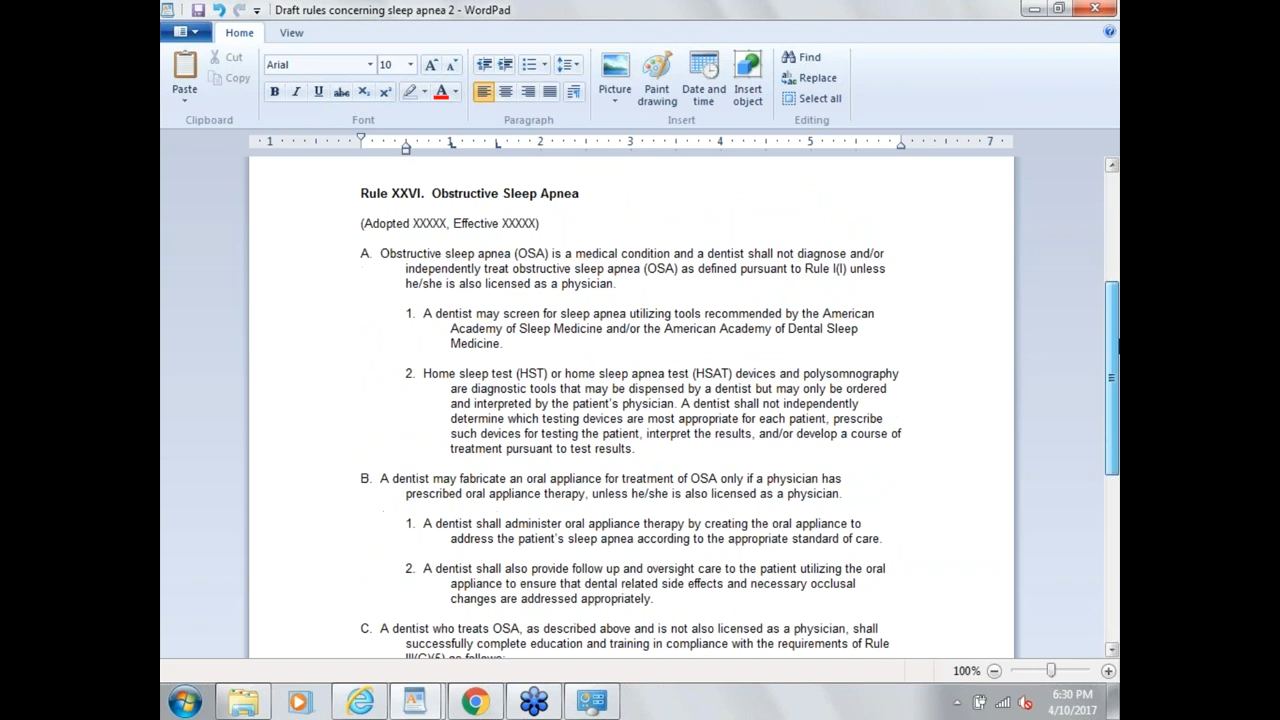 Draft rules concerning sleep apnea 2 - WordPad
Home
View
Paste
Cut
Copy
Clipboard
Arial
10
Font
Paragraph
Picture
Paint drawing
Date and time
Insert object
Insert
Find
Replace
Select all
Editing
1 1 2 3 4 5 7
Rule XXVI. Obstructive Sleep Apnea
(Adopted XXXXX, Effective XXXXX)
A. Obstructive sleep apnea (OSA) is a medical condition and a dentist shall not diagnose and/or
independently treat obstructive sleep apnea (OSA) as defined pursuant to Rule I(I) unless
he/she is also licensed as a physician.
1. A dentist may screen for sleep apnea utilizing tools recommended by the American
Academy of Sleep Medicine and/or the American Academy of Dental Sleep
Medicine.
2. Home sleep test (HST) or home sleep apnea test (HSAT) devices and polysomnography
are diagnostic tools that may be dispensed by a dentist but may only be ordered
and interpreted by the patient's physician. A dentist shall not independently
determine which testing devices are most appropriate for each patient, prescribe
such devices for testing the patient, interpret the results, and/or develop a course of
treatment pursuant to test results.
B. A dentist may fabricate an oral appliance for treatment of OSA only if a physician has
prescribed oral appliance therapy, unless he/she is also licensed as a physician.
1. A dentist shall administer oral appliance therapy by creating the oral appliance to
address the patient's sleep apnea according to the appropriate standard of care.
2. A dentist shall also provide follow up and oversight care to the patient utilizing the oral
appliance to ensure that dental related side effects and necessary occlusal
changes are addressed appropriately.
C. A dentist who treats OSA, as described above and is not also licensed as a physician, shall
successfully complete education and training in compliance with the requirements of Rule
III(G)(5) as follows:
100%
6:30 PM
4/10/2017